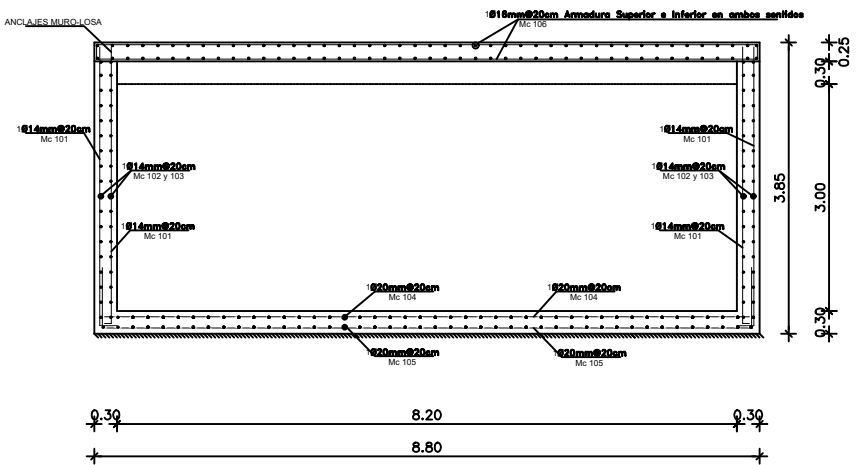 1Ø16mm@20cm Armadura Superior e Inferior en ambos sentidos
Mc 106
ANCLAJES MURO-LOSA
0.25
0.30
1Ø14mm@20cm
Mc 101
1Ø14mm@20cm
Mc 101
1Ø14mm@20cm
Mc 102 y 103
1Ø14mm@20cm
Mc 102 y 103
3.85
3.00
1Ø14mm@20cm
Mc 101
1Ø14mm@20cm
Mc 101
1Ø20mm@20cm
Mc 104
1Ø20mm@20cm
Mc 104
0.30
1Ø20mm@20cm
Mc 105
1Ø20mm@20cm
Mc 105
0.30
8.20
0.30
8.80